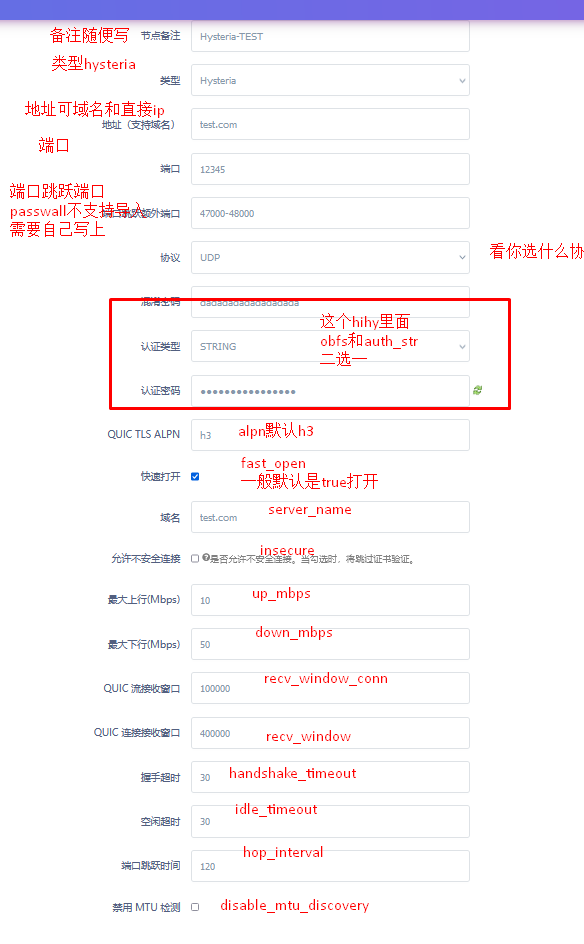 备注随便写
节点备注 Hysteria-TEST
类型hysteria
类型 Hysteria
地址可域名和直接ip
地址（支持域名） test.com
端口
端口 12345
端口跳跃端口
passwall不支持导入
需要自己写上
端口跳跃额外端口 47000-48000
协议 UDP
看你选什么协
混淆密码 dadadadadadadadada
这个hihy里面
obfs和auth_str
二选一
认证类型 STRING
认证密码 ●●●●●●●●●●●●●●●●
QUIC TLS ALPN h3 alpn默认h3
fast_open
一般默认是true打开
快速打开
server_name
域名 test.com
insecure
允许不安全连接 是否允许不安全连接。当勾选时，将跳过证书验证。
最大上行(Mbps) 10 up_mbps
最大下行(Mbps) 50 down_mbps
QUIC 流接收窗口 100000 recv_window_conn
QUIC 连接接收窗口 400000 recv_window
握手超时 30 handshake_timeout
空闲超时 30 idle_timeout
hop_interval
端口跳跃时间 120
禁用 MTU 检测 disable_mtu_discovery